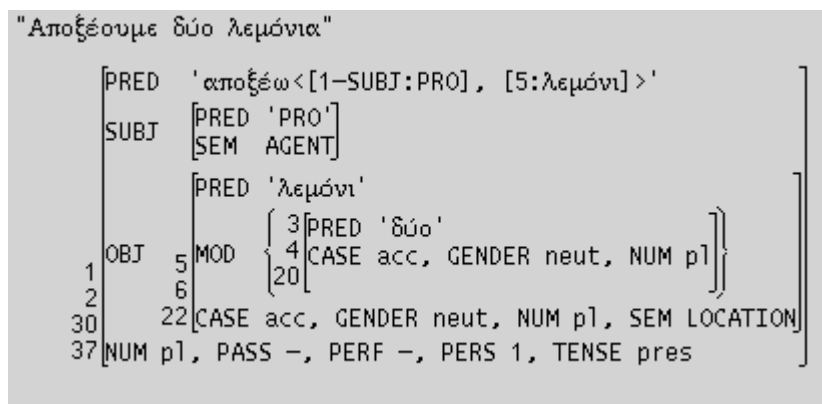 "Αποξέουμε δύο λεμόνια"
PRED 'αποξέω<[1-SUBJ:PRO], [5:λεμόνι]>'
SUBJ PRED 'PRO'
SEM AGENT
PRED 'λεμόνι'
3 PRED 'δύο'
OBJ 5 MOD 4 CASE acc, GENDER neut, NUM pl
1 6 20
2
30 22 CASE acc, GENDER neut, NUM pl, SEM LOCATION
37 NUM pl, PASS −, PERF −, PERS 1, TENSE pres